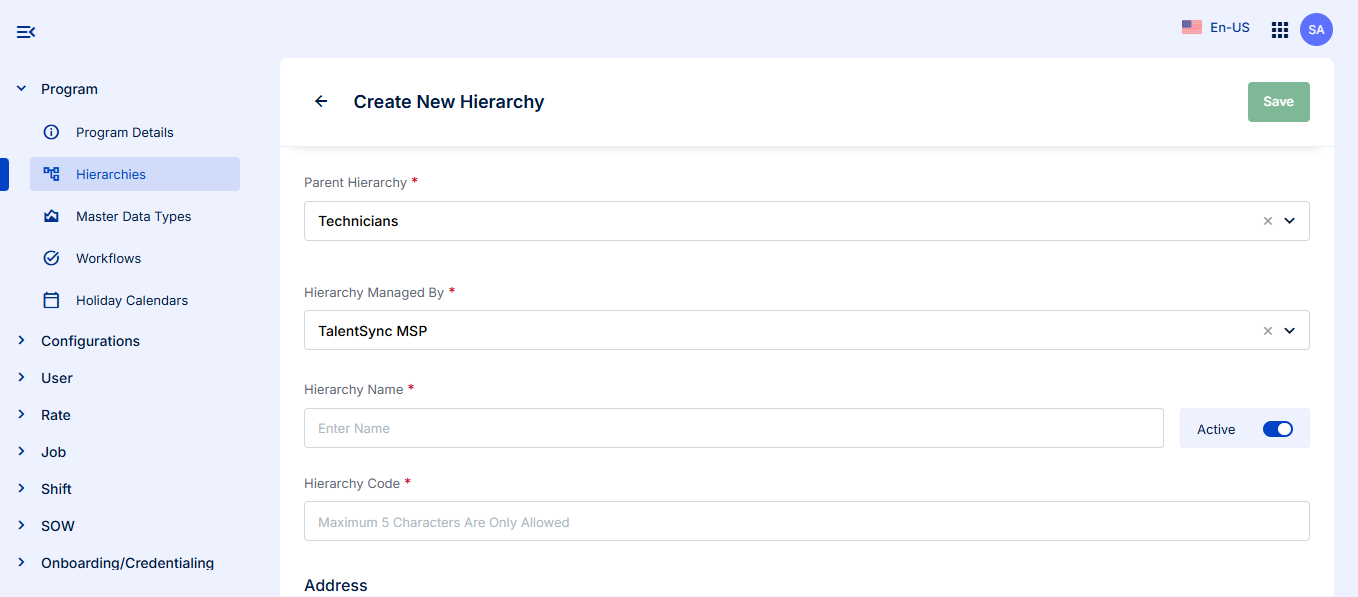 En-US
SA
Program
Program Details
Hierarchies
Master Data Types
Workflows
Holiday Calendars
Configurations
User
Rate
Job
Shift
SOW
Onboarding/Credentialing
Create New Hierarchy
Save
Parent Hierarchy *
Technicians
Hierarchy Managed By *
TalentSync MSP
Hierarchy Name *
Enter Name
Active
Hierarchy Code *
Maximum 5 Characters Are Only Allowed
Address